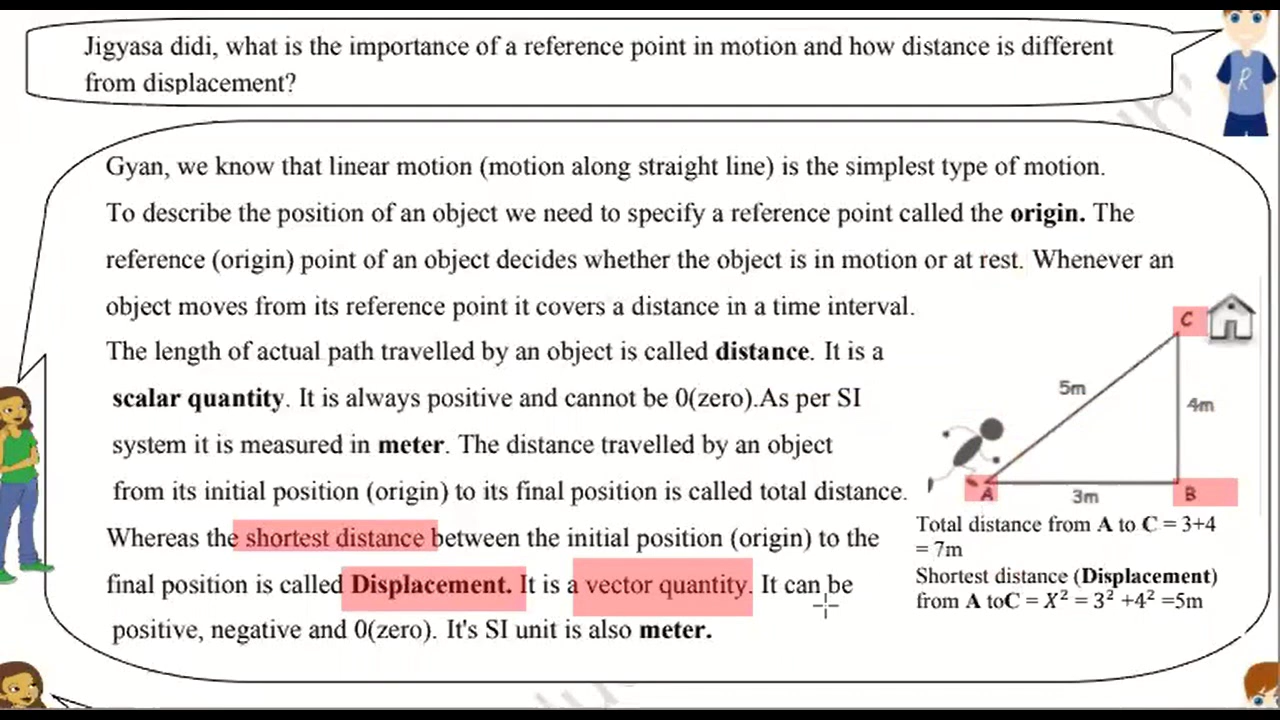 Jigyasa didi, what is the importance of a reference point in motion and how distance is different
from displacement?
R
Gyan, we know that linear motion (motion along straight line) is the simplest type of motion.
To describe the position of an object we need to specify a reference point called the origin. The
reference (origin) point of an object decides whether the object is in motion or at rest. Whenever an
object moves from its reference point it covers a distance in a time interval.
The length of actual path travelled by an object is called distance. It is a
scalar quantity. It is always positive and cannot be 0(zero).As per SI
system it is measured in meter. The distance travelled by an object
from its initial position (origin) to its final position is called total distance.
Whereas the shortest distance between the initial position (origin) to the
final position is called Displacement. It is a vector quantity. It can be
positive, negative and 0(zero). It's SI unit is also meter.
C
5m
4m
A
3m
B
Total distance from A to C = 3+4
= 7m
Shortest distance (Displacement)
from A toC = X² = 3² +4² =5m